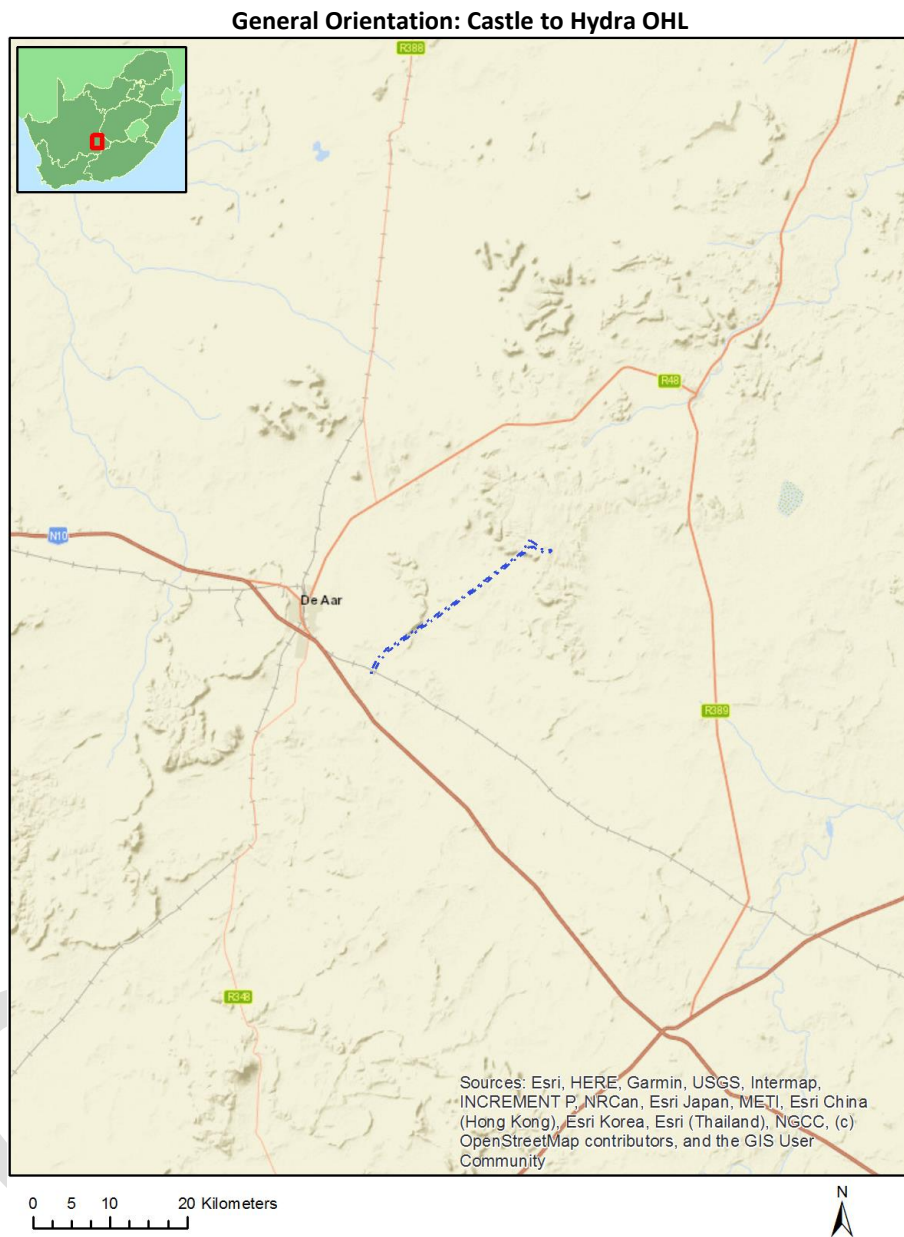 General Orientation: Castle to Hydra OHL
R388
R48
N10
De Aar
R389
R348
Sources: Esri, HERE, Garmin, USGS, Intermap,
INCREMENT P, NRCan, Esri Japan, METI, Esri China
(Hong Kong), Esri Korea, Esri (Thailand), NGCC, (c)
OpenStreetMap contributors, and the GIS User
Community
0 5 10 20 Kilometers
N